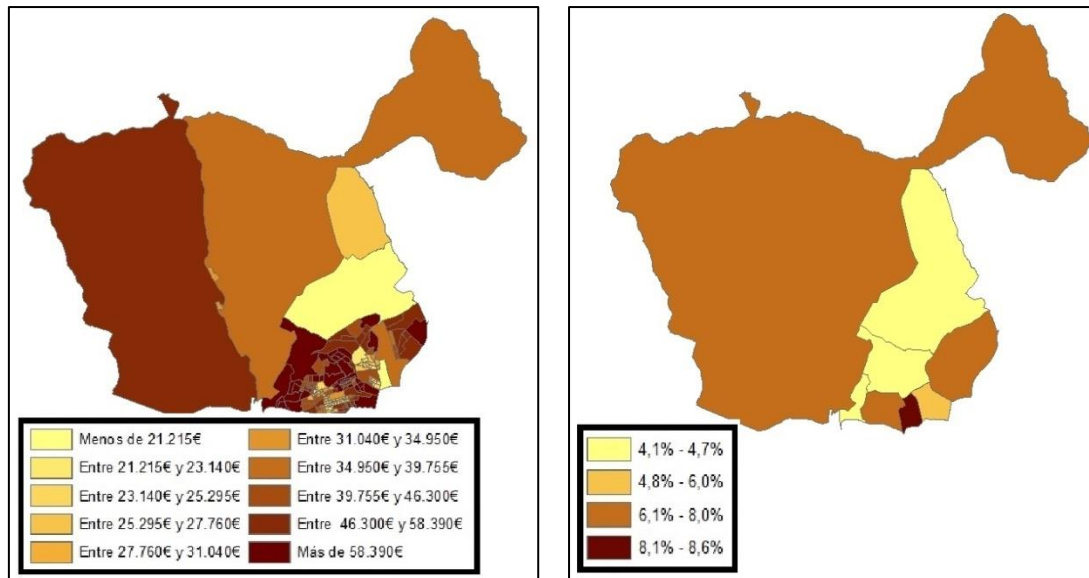 Menos de 21.215€
Entre 21.215€ y 23.140€
Entre 23.140€ y 25.295€
Entre 25.295€ y 27.760€
Entre 27.760€ y 31.040€
Entre 31.040€ y 34.950€
Entre 34.950€ y 39.755€
Entre 39.755€ y 46.300€
Entre 46.300€ y 58.390€
Más de 58.390€
4,1% - 4,7%
4,8% - 6,0%
6,1% - 8,0%
8,1% - 8,6%